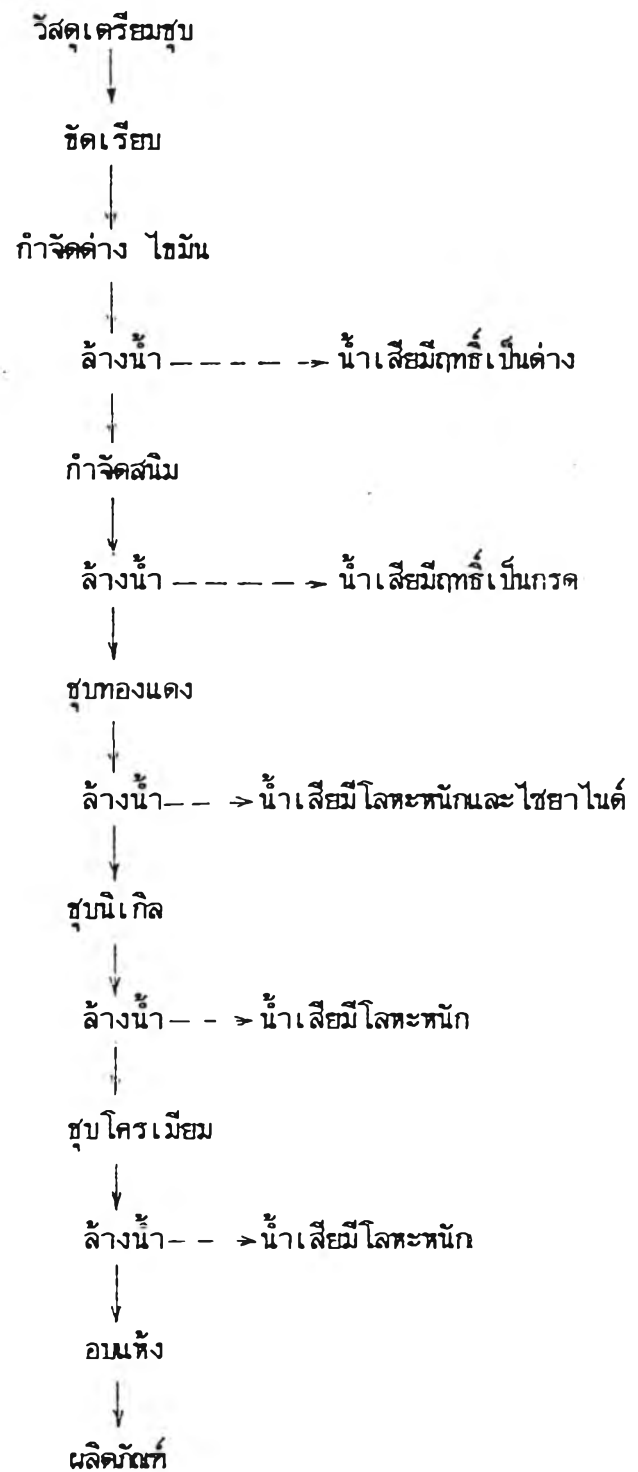 วัสดุเตรียมชุบ
ขัดเรียบ
กำจัดด่าง ไขมัน
ล้างน้ำ น้ำเสียมีฤทธิ์เป็นด่าง
กำจัดสนิม
ล้างน้ำ น้ำเสียมีฤทธิ์เป็นกรด
ชุบทองแดง
ล้างน้ำ น้ำเสียมีโลหะหนักและไซยาไนด์
ชุบนิเกิล
ล้างน้ำ น้ำเสียมีโลหะหนัก
ชุบโครเมียม
ล้างน้ำ น้ำเสียมีโลหะหนัก
อบแห้ง
ผลิตภัณฑ์